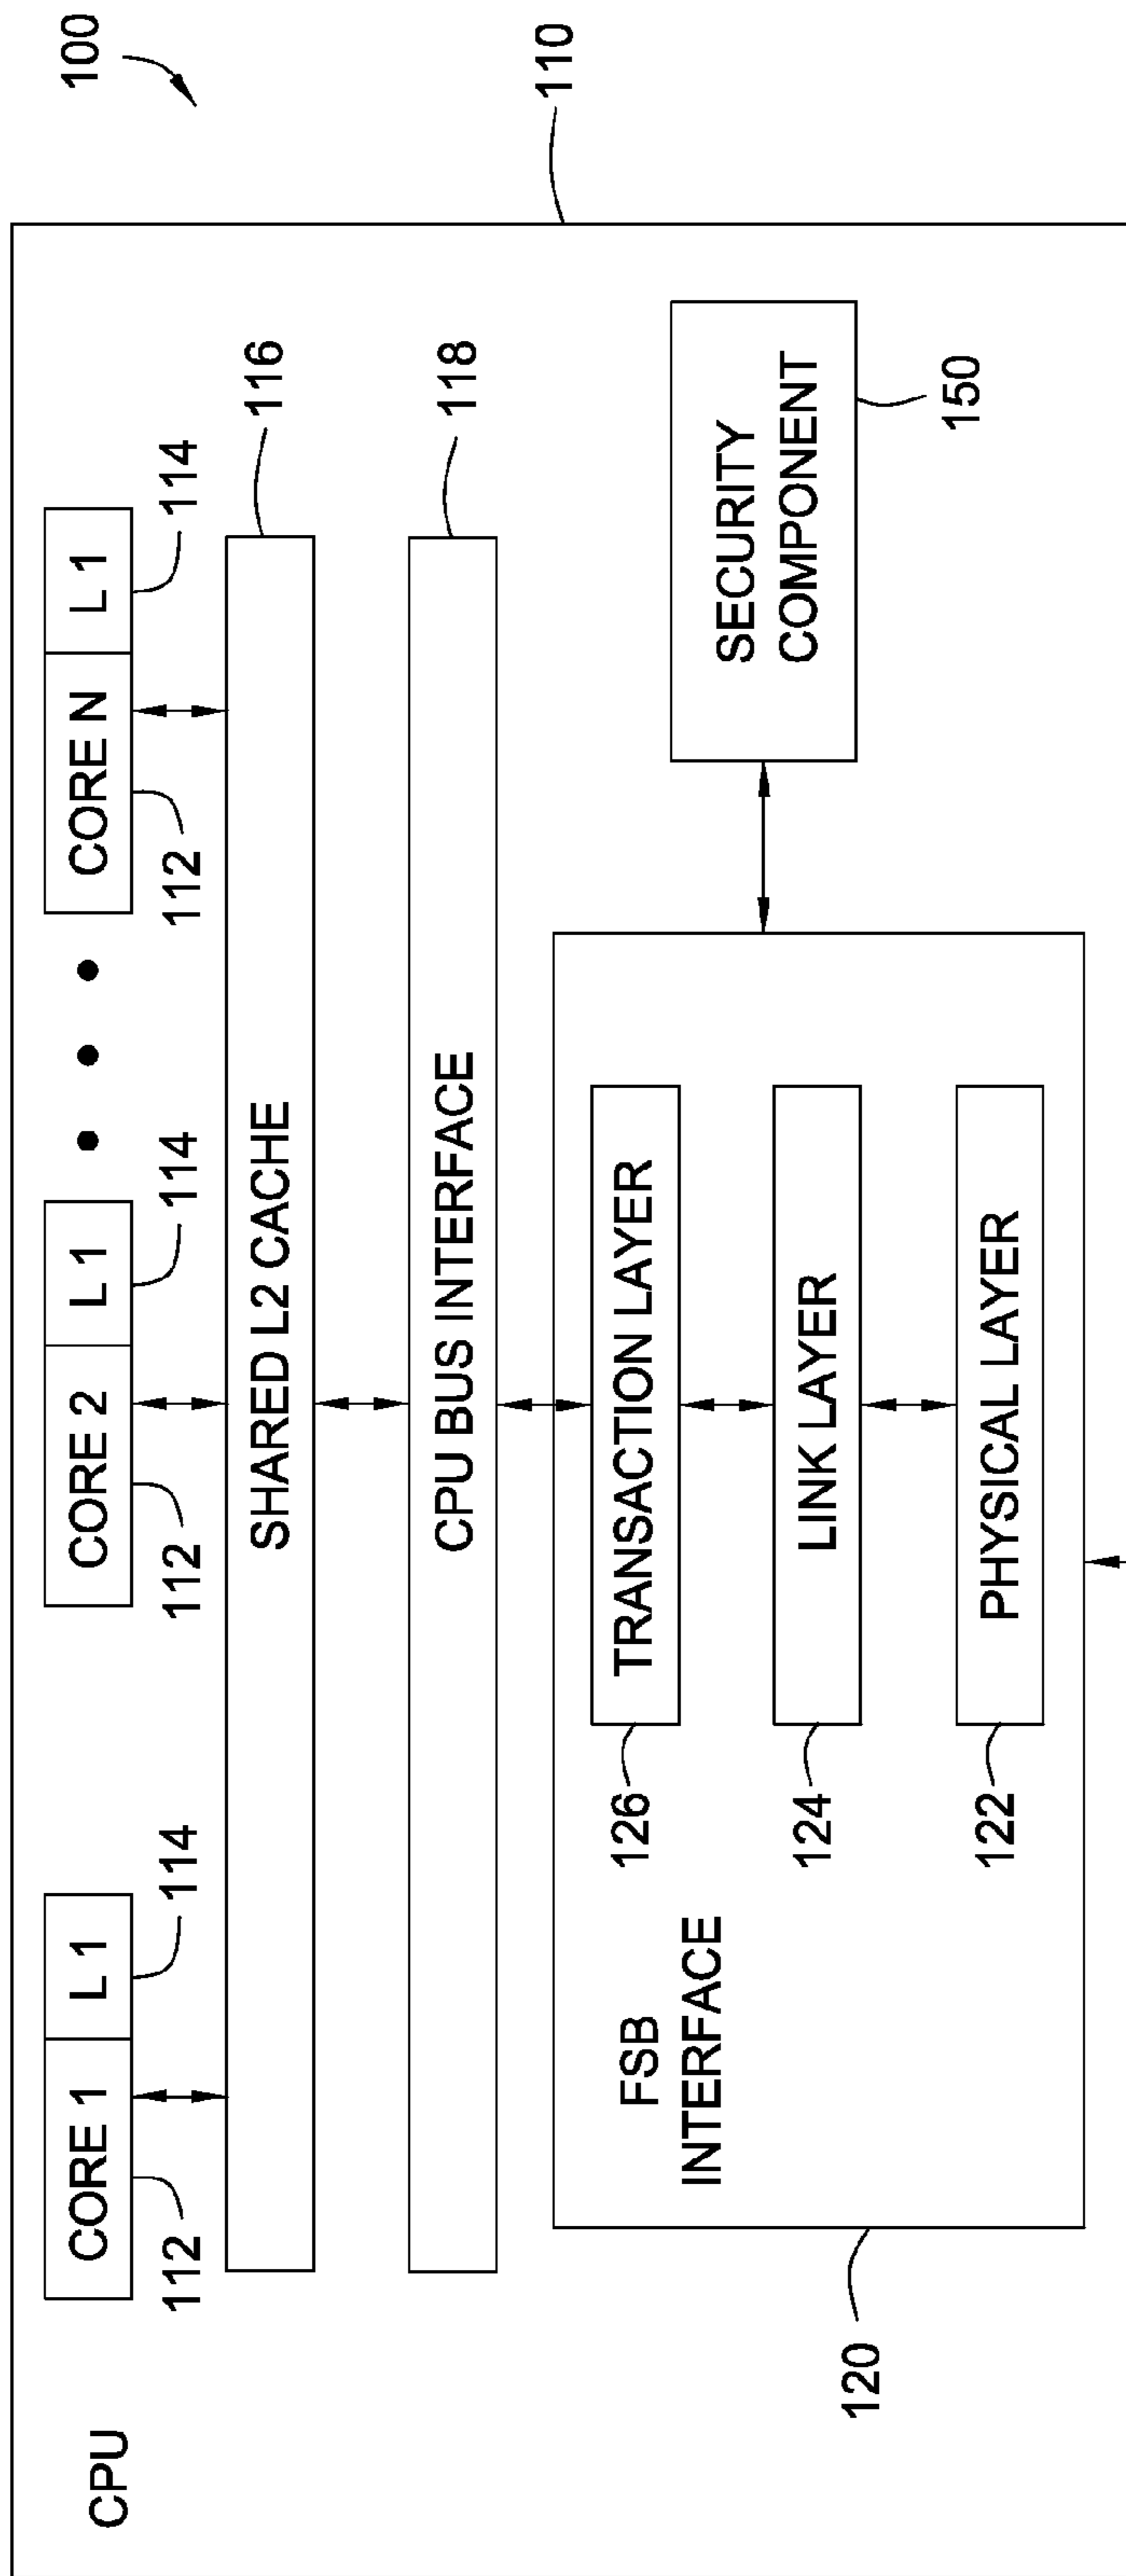 100
110
CPU
CORE 1
L 1
CORE 2
L 1
CORE N
L 1
112
114
112
114
112
114
SHARED L2 CACHE
116
CPU BUS INTERFACE
118
FSB
INTERFACE
120
126
TRANSACTION LAYER
124
LINK LAYER
122
PHYSICAL LAYER
SECURITY
COMPONENT
150